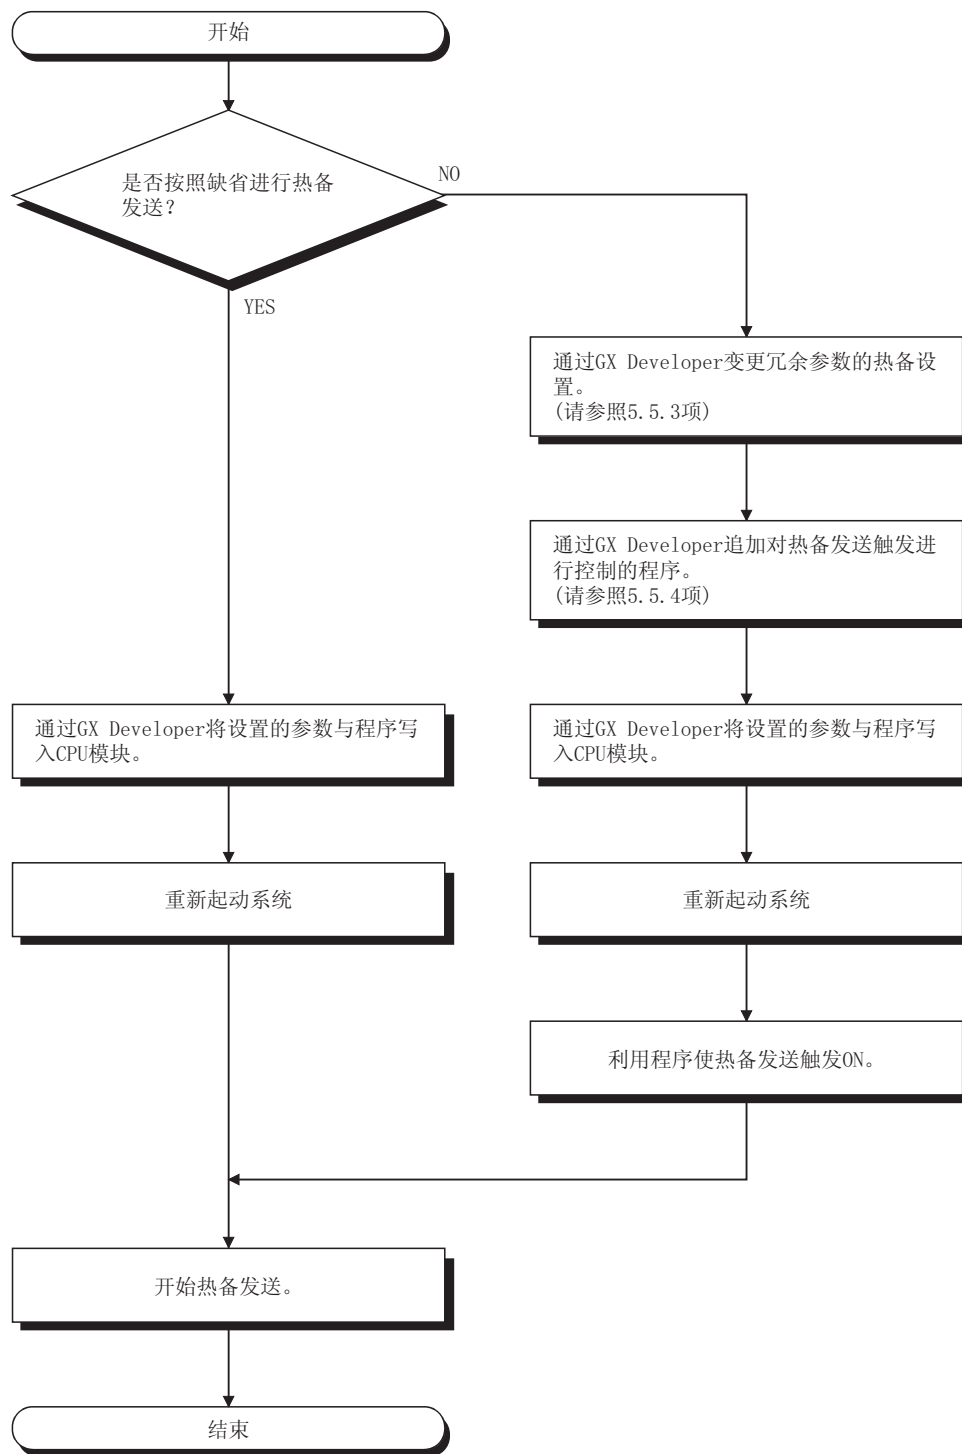 开始
是否按照缺省进行热备
发送？
NO
YES
通过GX Developer变更冗余参数的热备设
置。
(请参照5.5.3项)
通过GX Developer追加对热备发送触发进
行控制的程序。
(请参照5.5.4项)
通过GX Developer将设置的参数与程序写
入CPU模块。
通过GX Developer将设置的参数与程序写
入CPU模块。
重新起动系统
重新起动系统
利用程序使热备发送触发ON。
开始热备发送。
结束